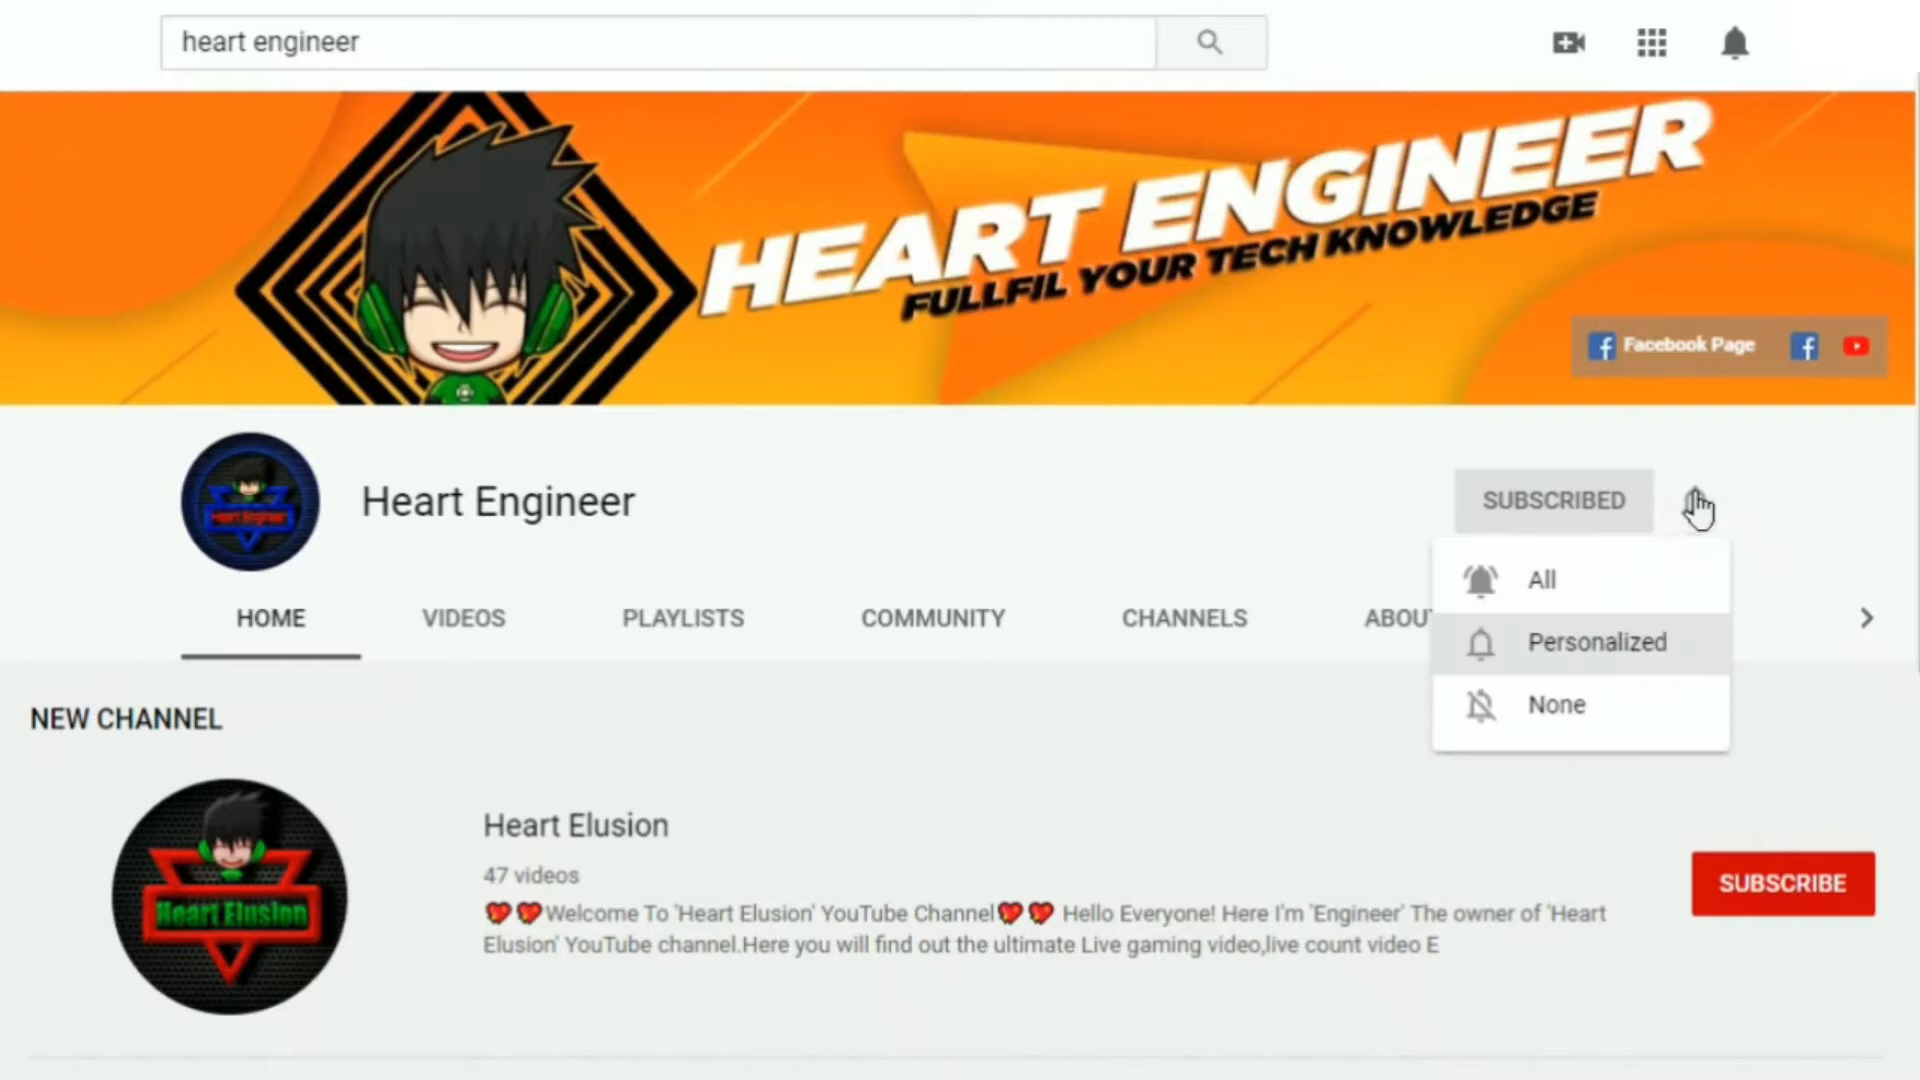 heart engineer
HEART ENGINEER
FULLFIL YOUR TECH KNOWLEDGE
Facebook Page
Heart Engineer
Heart Engineer
SUBSCRIBED
All
HOME
VIDEOS
PLAYLISTS
COMMUNITY
CHANNELS
ABOU
Personalized
None
NEW CHANNEL
Heart Elusion
Heart Elusion
47 videos
💖💖Welcome To 'Heart Elusion' YouTube Channel💖💖 Hello Everyone! Here I'm 'Engineer' The owner of 'Heart
Elusion' YouTube channel.Here you will find out the ultimate Live gaming video,live count video E
SUBSCRIBE